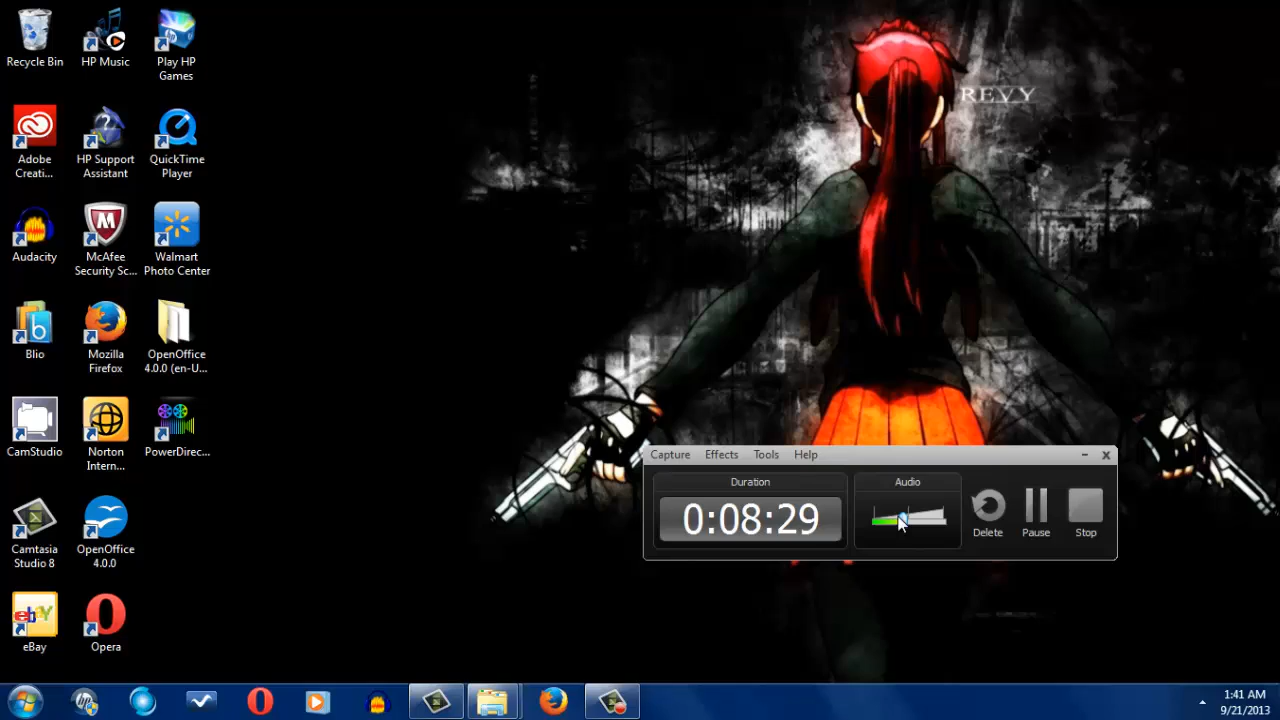 Recycle Bin
HP Music
Play HP
Games
Adobe
Creati...
HP Support
Assistant
QuickTime
Player
Audacity
McAfee
Security Sc...
Walmart
Photo Center
Blio
Mozilla
Firefox
OpenOffice
4.0.0 (en-U...
CamStudio
Norton
Intern...
PowerDirec...
Camtasia
Studio 8
OpenOffice
4.0.0
eBay
Opera
REVY
Capture Effects Tools Help
Duration
Audio
0:08:29
Delete
Pause
Stop
1:41 AM
9/21/2013